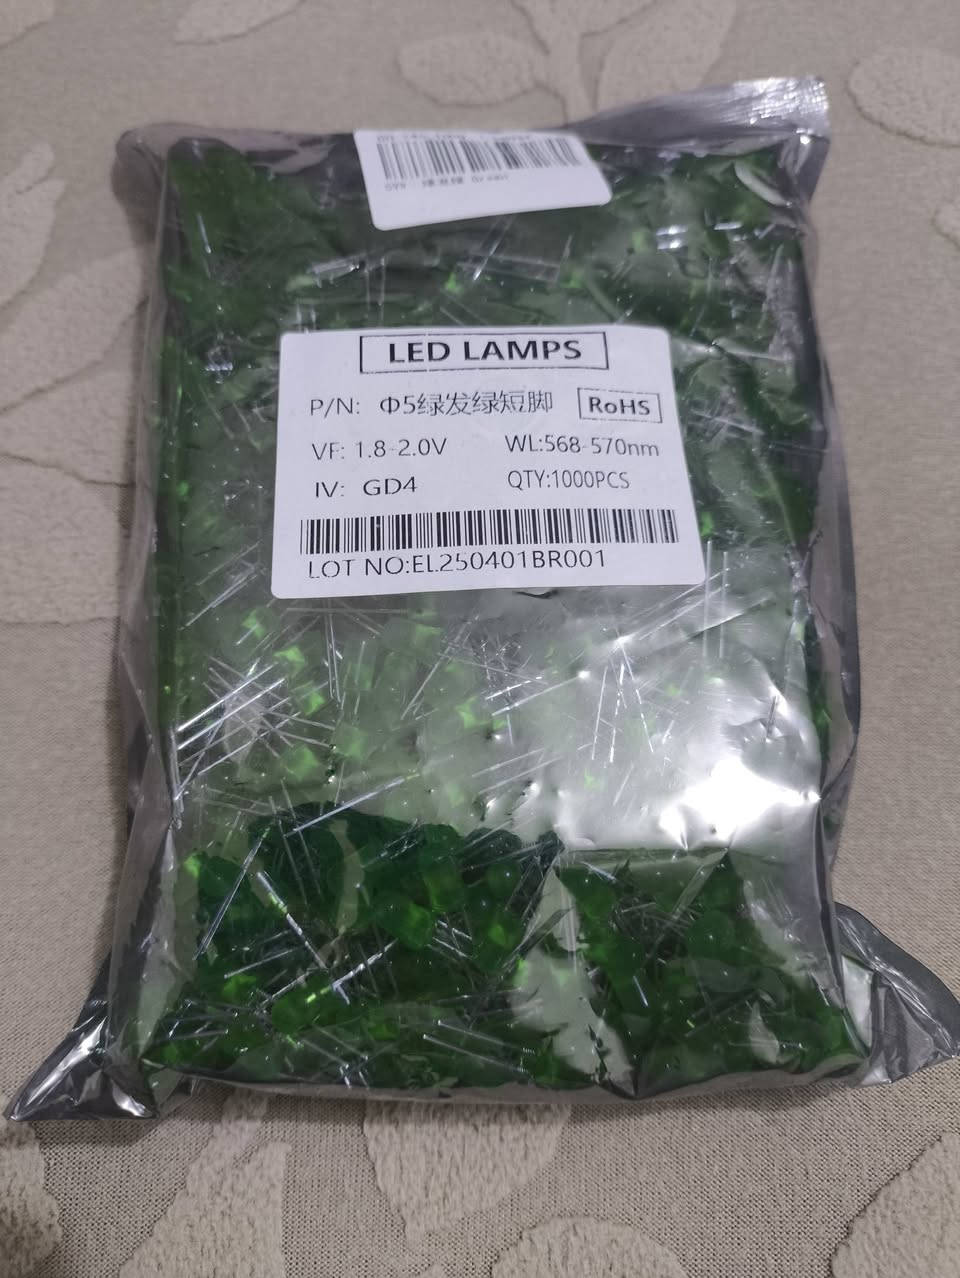 LED LAMPS
P/N: Φ5绿发绿短脚 RoHS
VF: 1.8-2.0V WL:568-570nm
IV: GD4 QTY:1000PCS
LOT NO:EL250401BR001